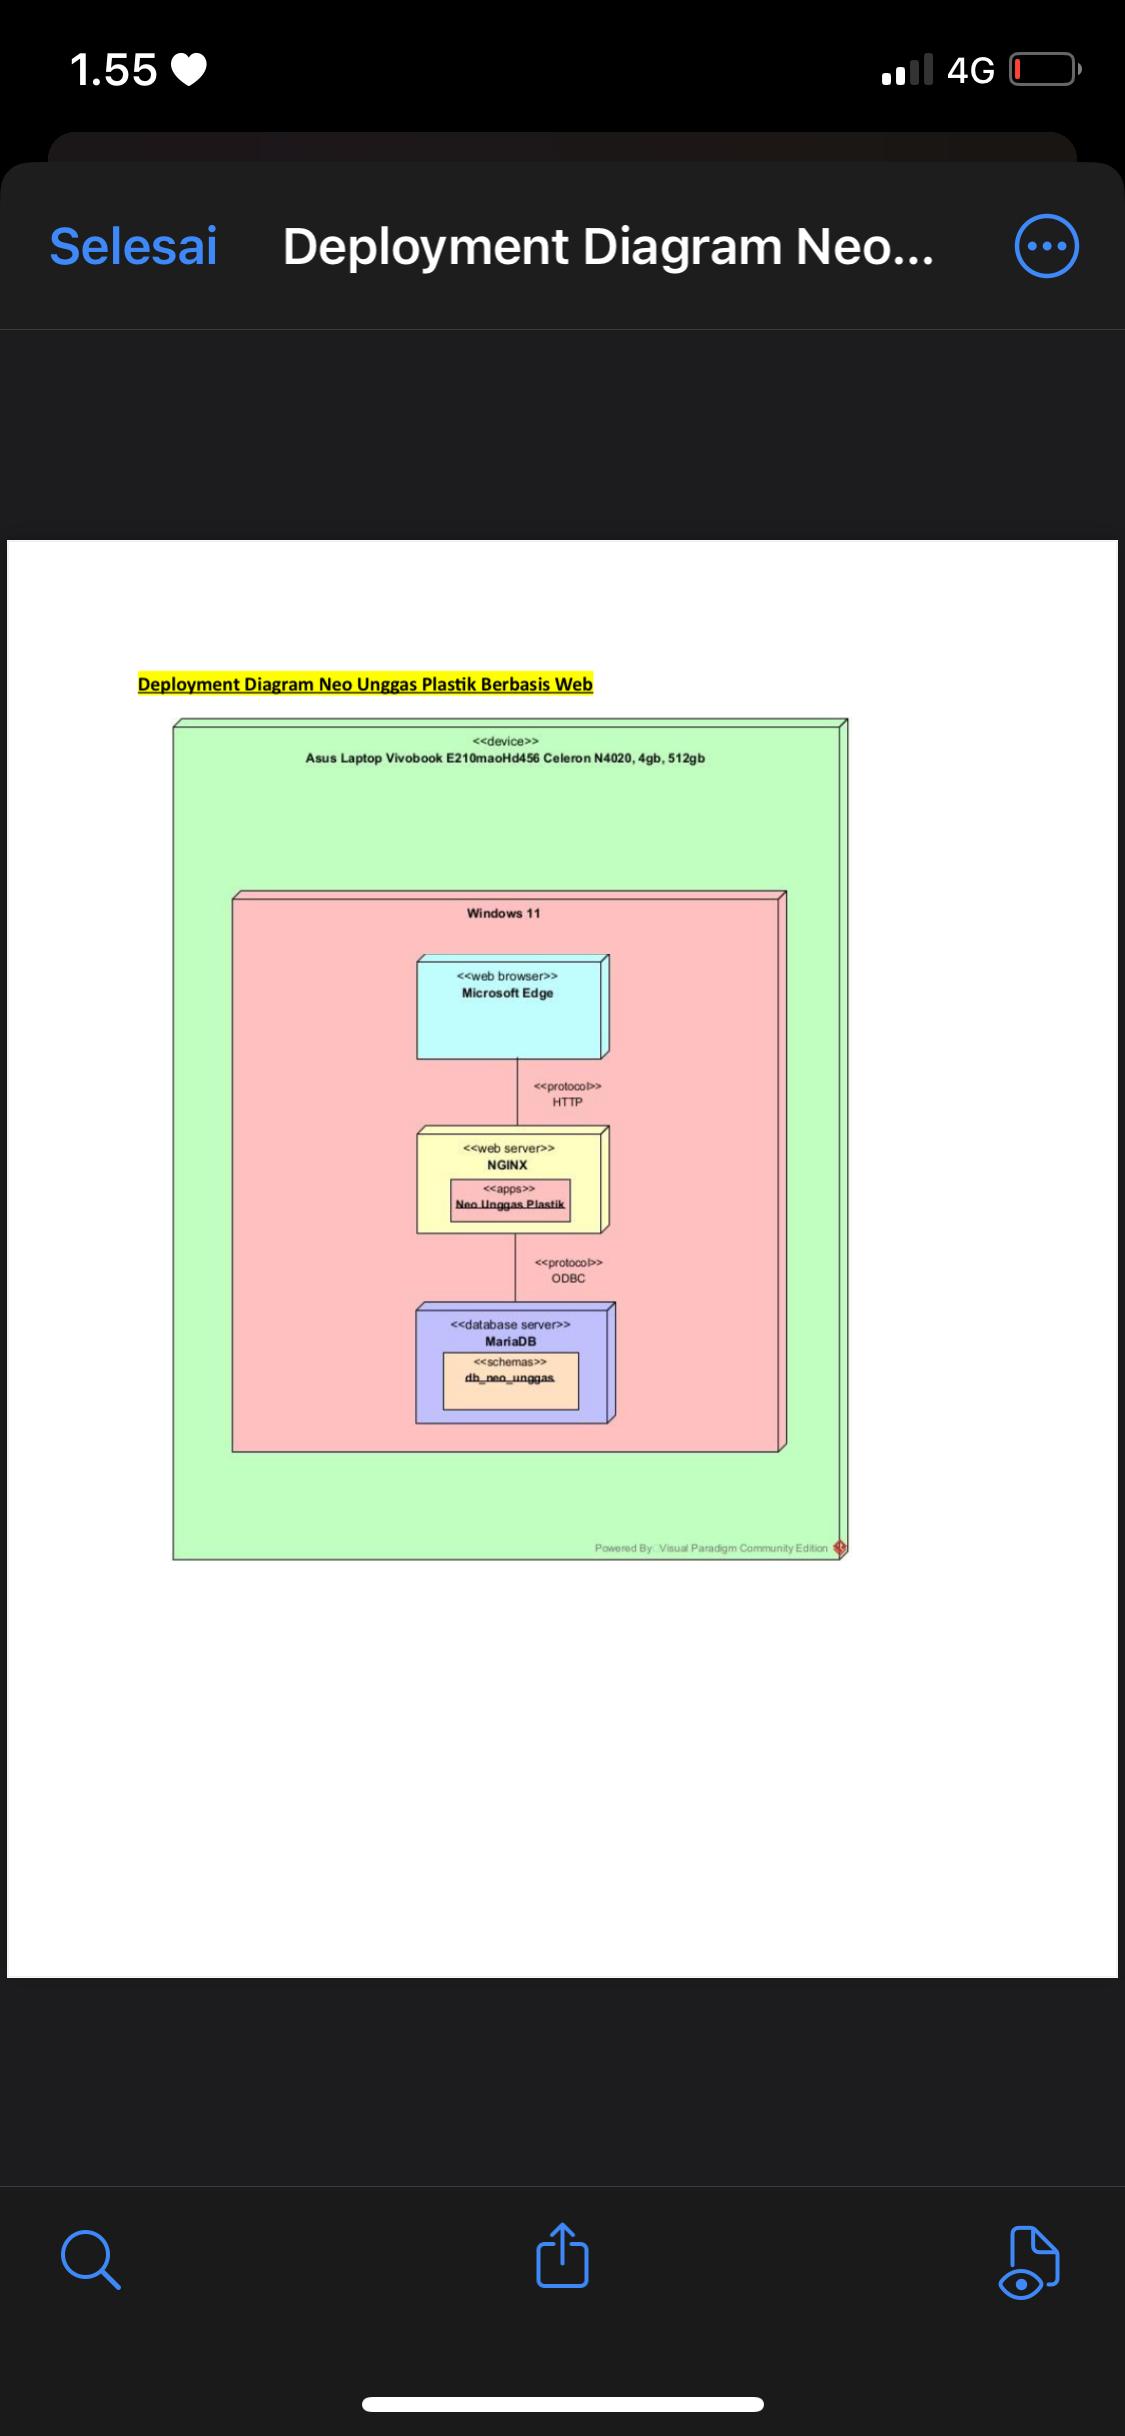 1.55
4G
Selesai
Deployment Diagram Neo...
Deployment Diagram Neo Unggas Plastik Berbasis Web
<<device>>
Asus Laptop Vivobook E210maoHd456 Celeron N4020, 4gb, 512gb
Windows 11
<<web browser>>
Microsoft Edge
<<protocol>>
HTTP
<<web server>>
NGINX
<<apps>>
Neo Unggas Plastik
<<protocol>>
ODBC
<<database server>>
MariaDB
<<schemas>>
db_neo_unggas
Powered By Visual Paradigm Community Edition